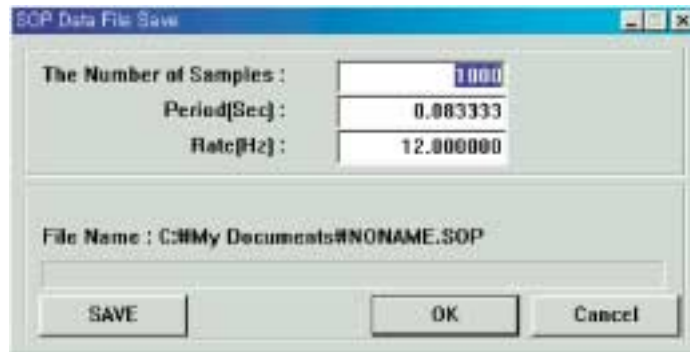 SOP Data File Save
The Number of Samples : 1000
Period(Sec) : 0.083333
Rate(Hz) : 12.000000
File Name : C:₩My Documents₩NONAME.SOP
SAVE OK Cancel